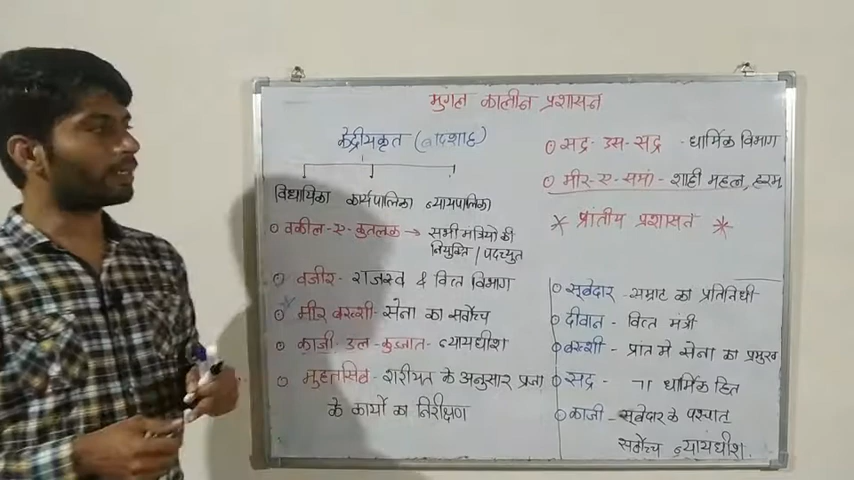 मुगल कालीन प्रशासन
केंद्रीयकृत (बादशाह)
विधायिका कार्यपालिका न्यायपालिका
वकील-ए-कुतलक → सभी मंत्रियों की
नियुक्ति / पदच्युत
वजीर - राजस्व & वित्त विभाग
मीर बख्शी - सेना का सर्वोच्च
काजी उल-कुज्जात - न्यायधीश
मुहतसिब - शरीयत के अनुसार प्रजा
के कार्यों का निरीक्षण
सद्र-उस-सद्र - धार्मिक विभाग
मीर-ए-समां - शाही महल, हरम
* प्रांतीय प्रशासन *
सूबेदार - सम्राट का प्रतिनिधी
दीवान - वित्त मंत्री
बख्शी - प्रांत मे सेना का प्रमुख
सद्र - " धार्मिक हित
काजी - सूबेदार के पश्चात
सर्वोच्च न्यायधीश.